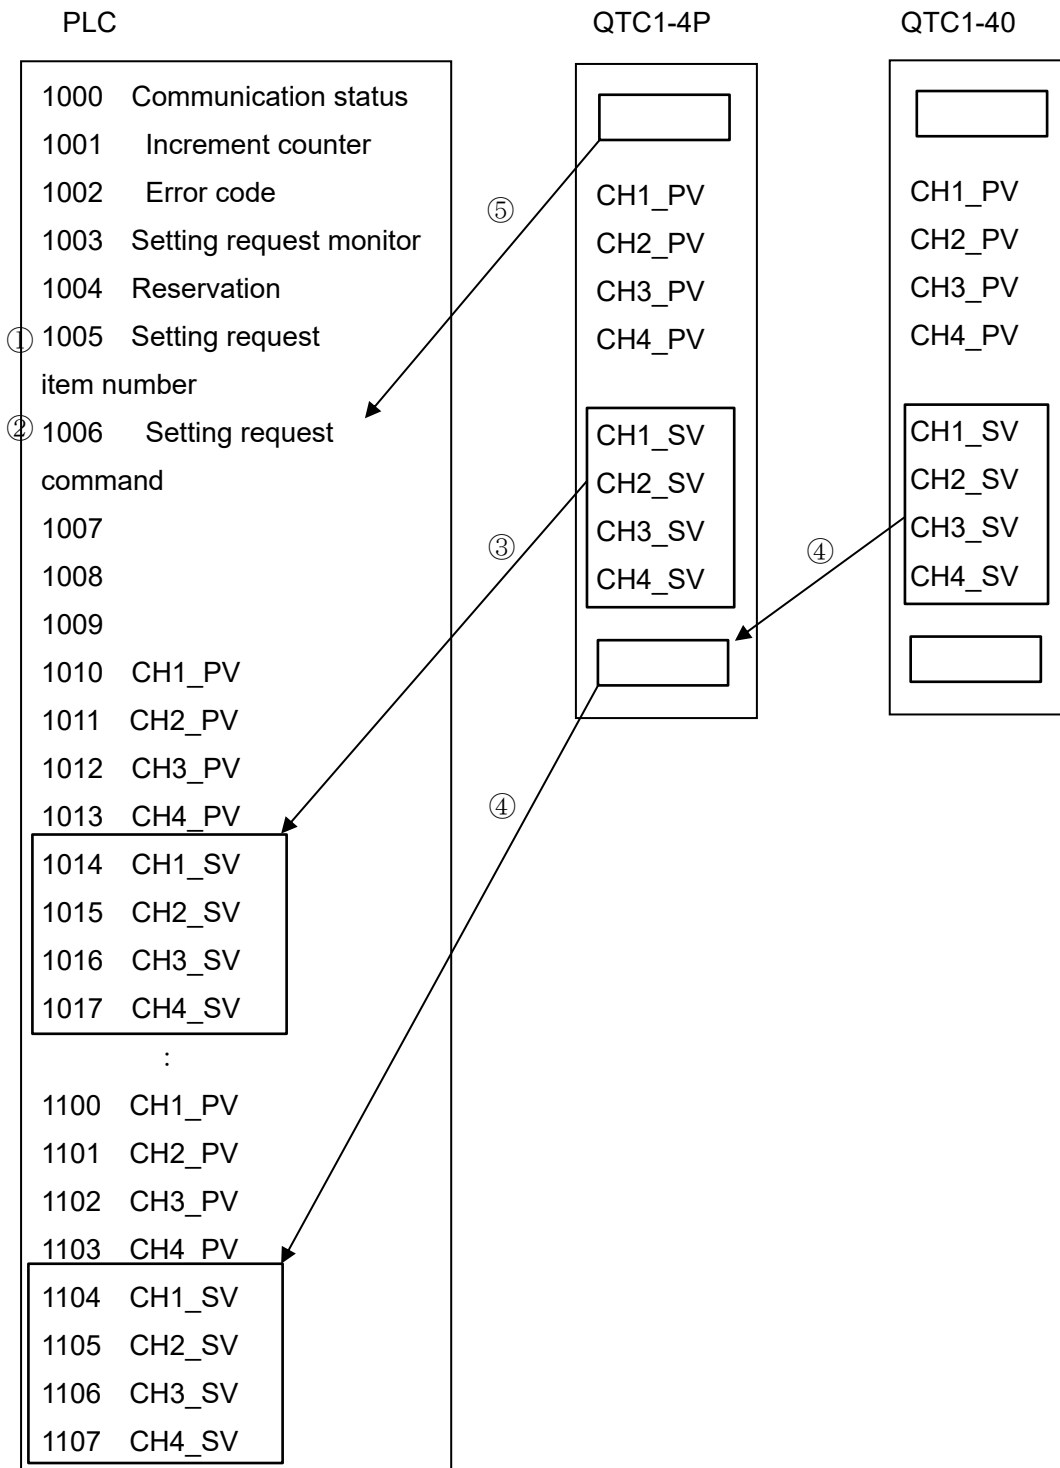 PLC
QTC1-4P
QTC1-40
1000 Communication status
1001 Increment counter
1002 Error code
1003 Setting request monitor
1004 Reservation
① 1005 Setting request
item number
② 1006 Setting request
command
1007
1008
1009
1010 CH1_PV
1011 CH2_PV
1012 CH3_PV
1013 CH4_PV
1014 CH1_SV
1015 CH2_SV
1016 CH3_SV
1017 CH4_SV
:
1100 CH1_PV
1101 CH2_PV
1102 CH3_PV
1103 CH4_PV
1104 CH1_SV
1105 CH2_SV
1106 CH3_SV
1107 CH4_SV
⑤
③
④
CH1_PV
CH2_PV
CH3_PV
CH4_PV
CH1_SV
CH2_SV
CH3_SV
CH4_SV
④
CH1_PV
CH2_PV
CH3_PV
CH4_PV
CH1_SV
CH2_SV
CH3_SV
CH4_SV